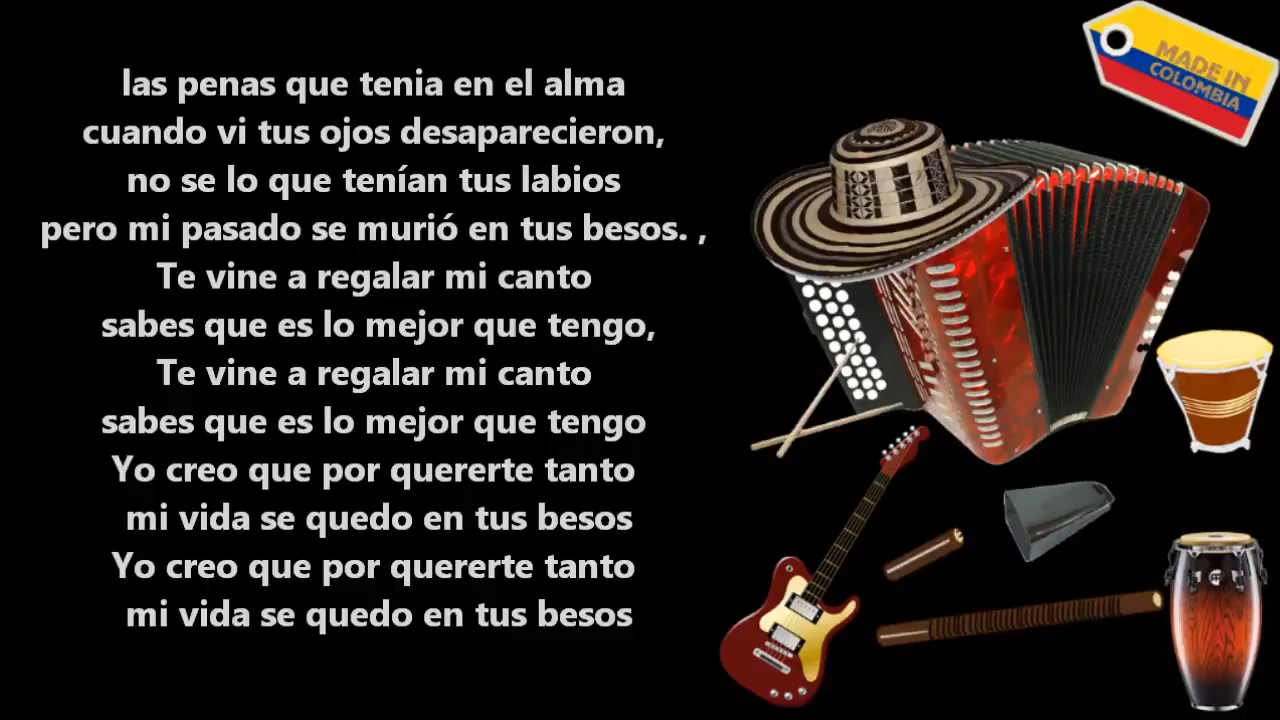 las penas que tenia en el alma
cuando vi tus ojos desaparecieron,
no se lo que tenían tus labios
pero mi pasado se murió en tus besos. ,
Te vine a regalar mi canto
sabes que es lo mejor que tengo,
Te vine a regalar mi canto
sabes que es lo mejor que tengo
Yo creo que por quererte tanto
mi vida se quedo en tus besos
Yo creo que por quererte tanto
mi vida se quedo en tus besos
MADE IN
COLOMBIA